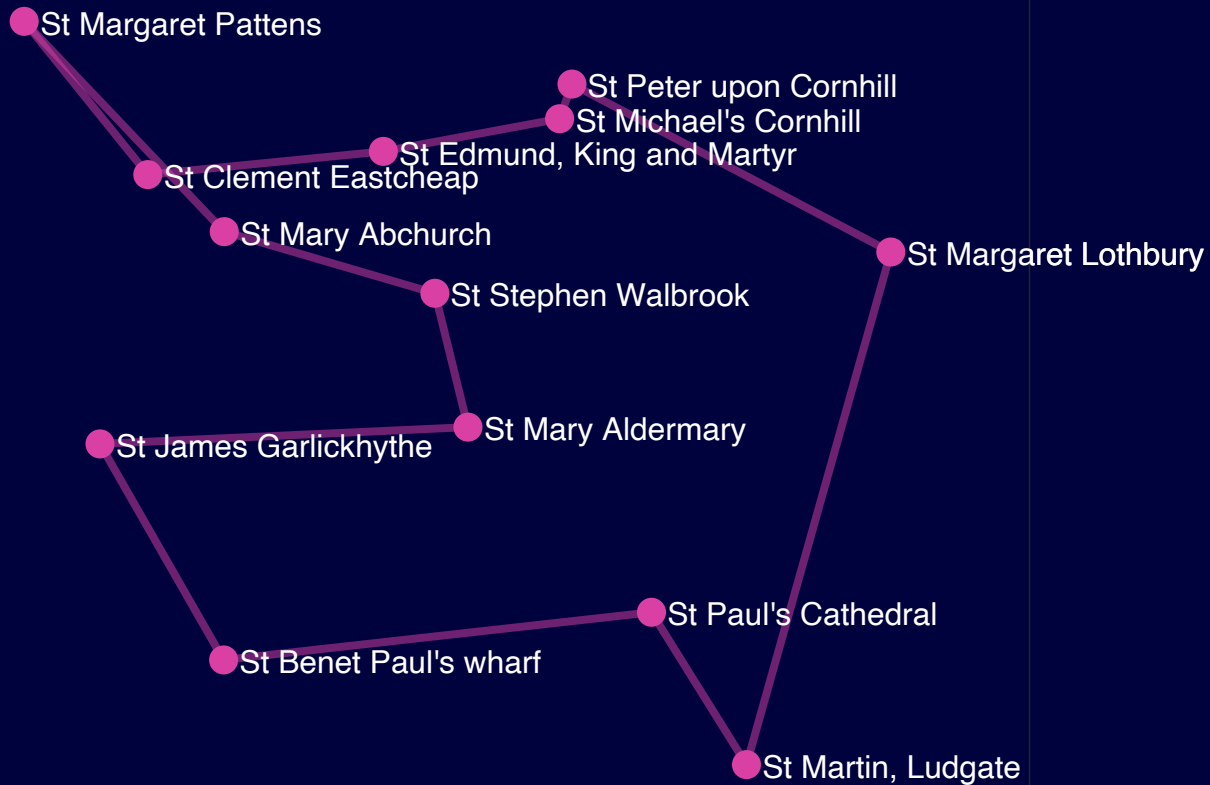 St Margaret Pattens
St Peter upon Cornhill
St Michael's Cornhill
St Edmund, King and Martyr
St Clement Eastcheap
St Mary Abchurch
St Margaret Lothbury
St Stephen Walbrook
St Mary Aldermary
St James Garlickhythe
St Paul's Cathedral
St Benet Paul's wharf
St Martin, Ludgate